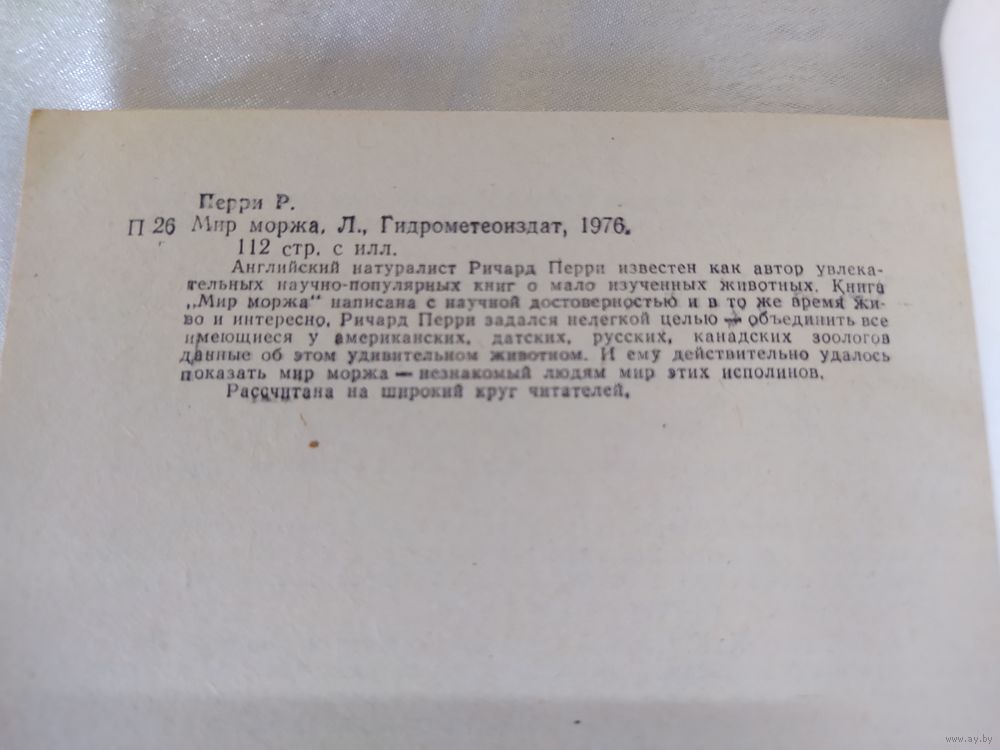 Перри Р.
П 26 Мир моржа, Л., Гидрометеоиздат, 1976.
112 стр. с илл.
Английский натуралист Ричард Перри известен как автор увлека-
тельных научно-популярных книг о мало изученных животных. Книга
„Мир моржа“ написана с научной достоверностью и в то же время жи-
во и интересно. Ричард Перри задался нелегкой целью — объединить все
имеющиеся у американских, датских, русских, канадских зоологов
данные об этом удивительном животном. И ему действительно удалось
показать мир моржа — незнакомый людям мир этих исполинов.
Рассчитана на широкий круг читателей.
www.ay.by